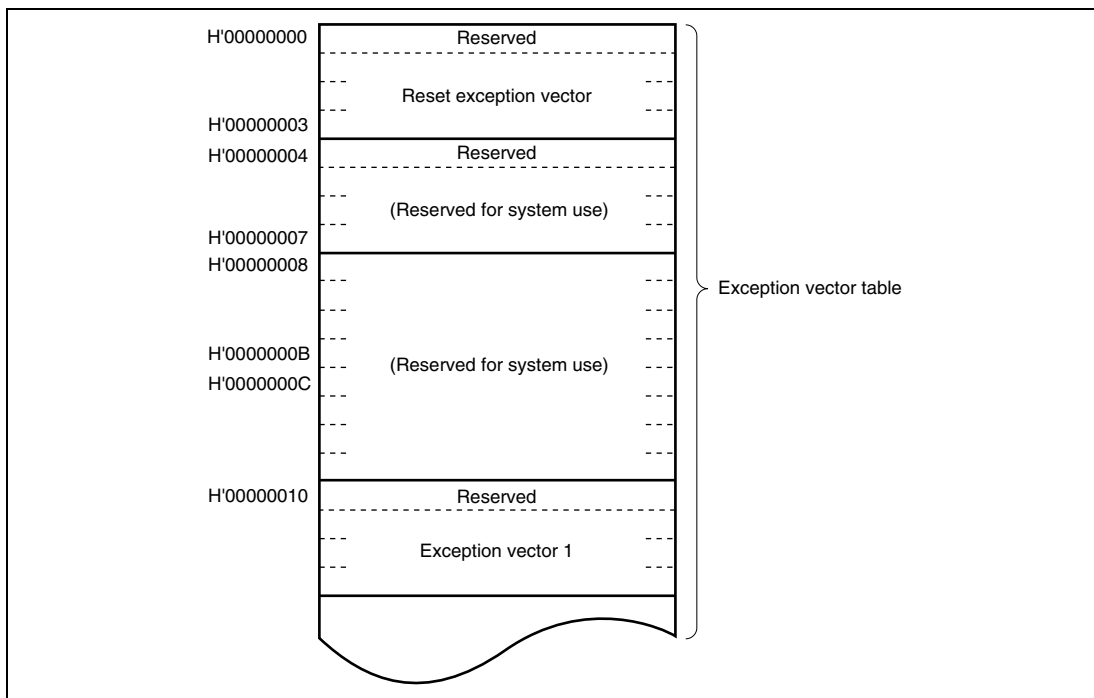 H'00000000 Reserved
Reset exception vector
H'00000003
H'00000004 Reserved
(Reserved for system use)
H'00000007
H'00000008
Exception vector table
H'0000000B
(Reserved for system use)
H'0000000C
H'00000010 Reserved
Exception vector 1